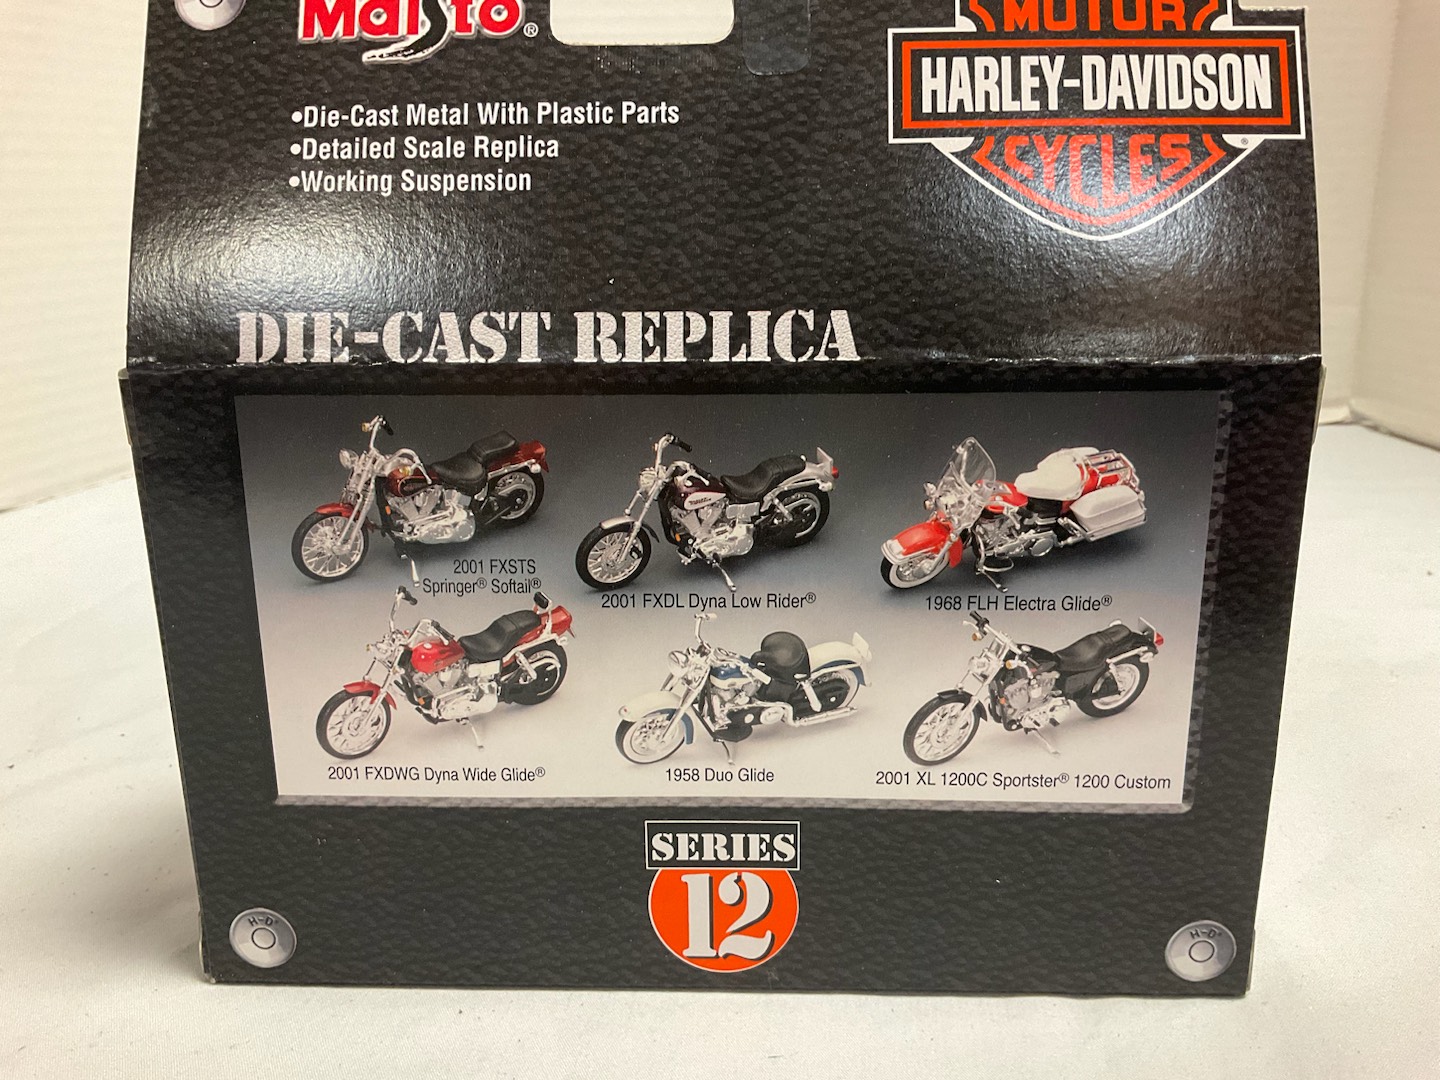 Maisto®
MOTOR
HARLEY-DAVIDSON
CYCLES®
•Die-Cast Metal With Plastic Parts
•Detailed Scale Replica
•Working Suspension
DIE-CAST REPLICA
2001 FXSTS
Springer® Softail®
2001 FXDL Dyna Low Rider®
1968 FLH Electra Glide®
2001 FXDWG Dyna Wide Glide®
1958 Duo Glide
2001 XL 1200C Sportster® 1200 Custom
SERIES
12
H-D®
H-D®